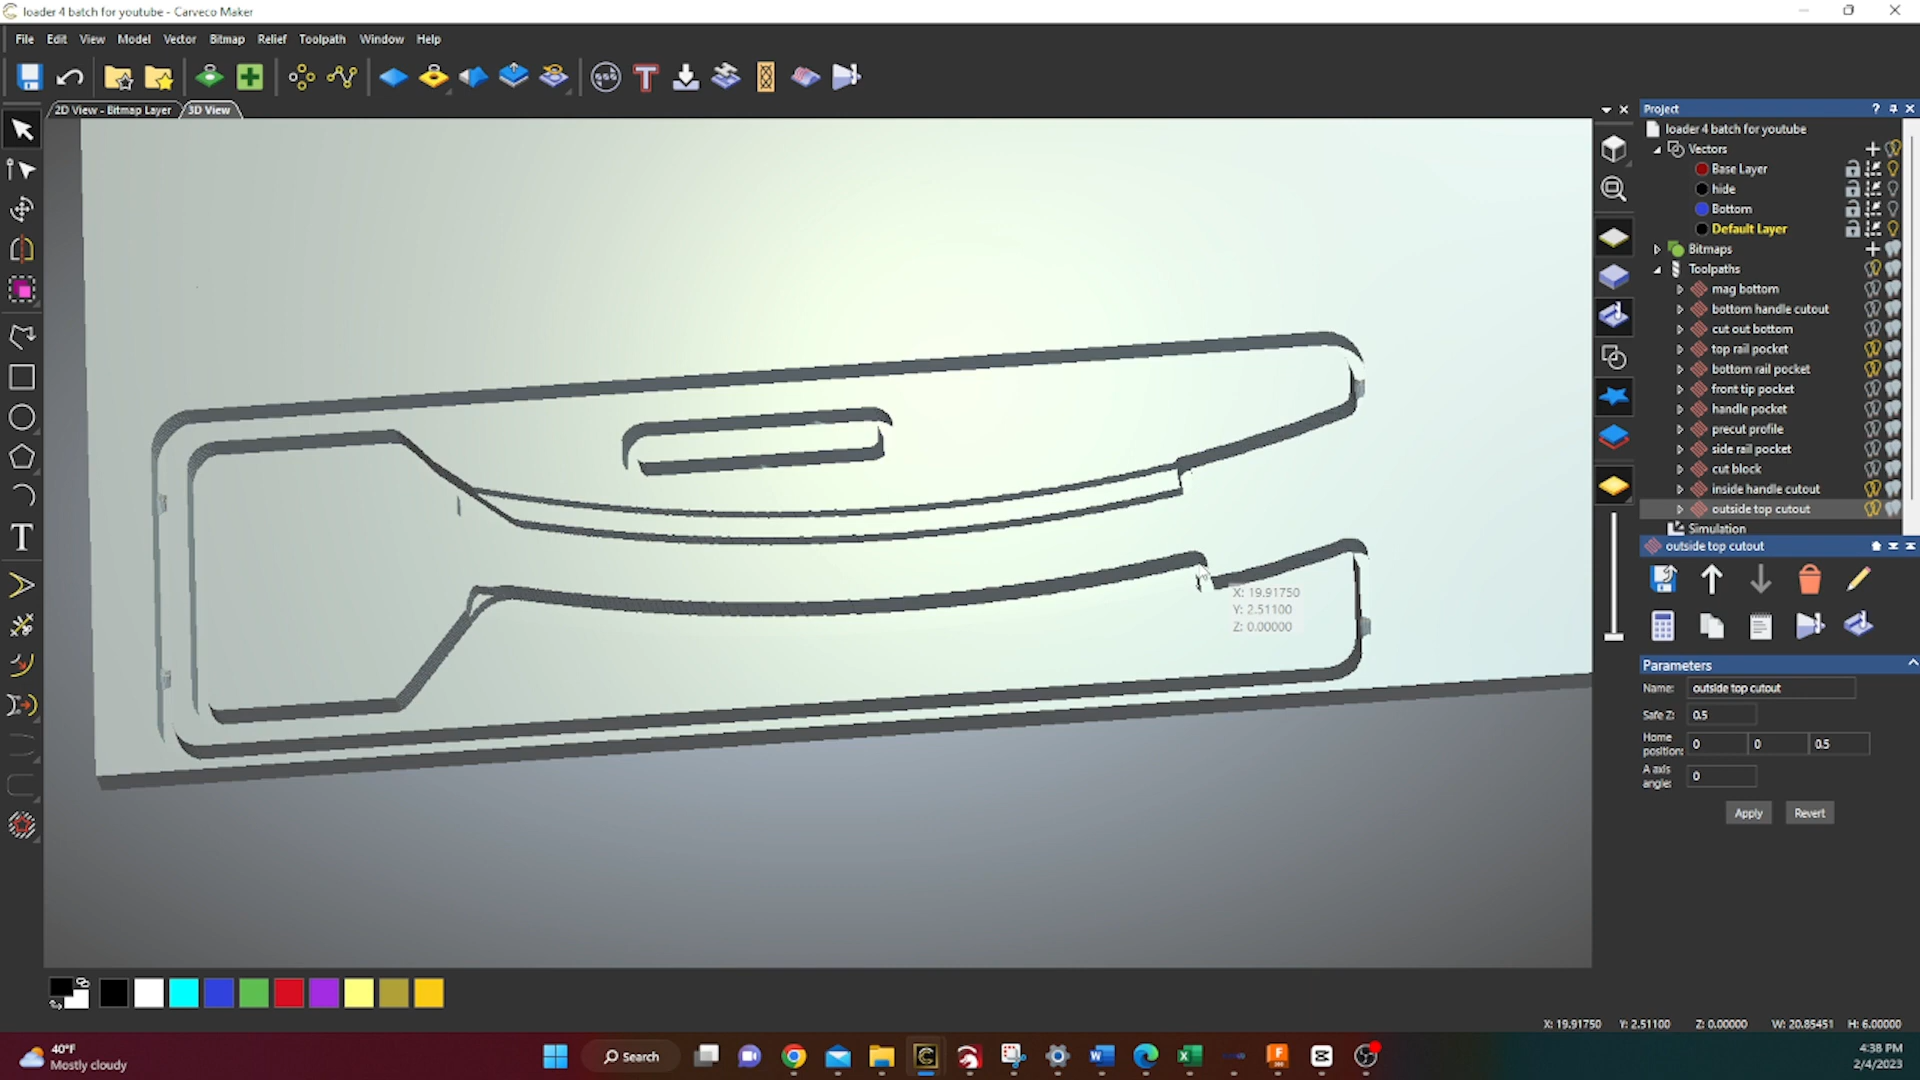 loader 4 batch for youtube - Carveco Maker
File Edit View Model Vector Bitmap Relief Toolpath Window Help
2D View - Bitmap Layer 3D View
Project
loader 4 batch for youtube
Vectors
Base Layer
hide
Bottom
Default Layer
Bitmaps
Toolpaths
mag bottom
bottom handle cutout
cut out bottom
top rail pocket
bottom rail pocket
front tip pocket
handle pocket
precut profile
side rail pocket
cut block
inside handle cutout
outside top cutout
Simulation
outside top cutout
X: 19.91750
Y: 2.51100
Z: 0.00000
Parameters
Name: outside top cutout
Safe Z: 0.5
Home position: 0 0 0.5
A axis angle: 0
Apply Revert
X: 19.91750 Y: 2.51100 Z: 0.00000 W: 20.85451 H: 6.00000
40°F
Mostly cloudy
Search
4:38 PM
2/4/2023